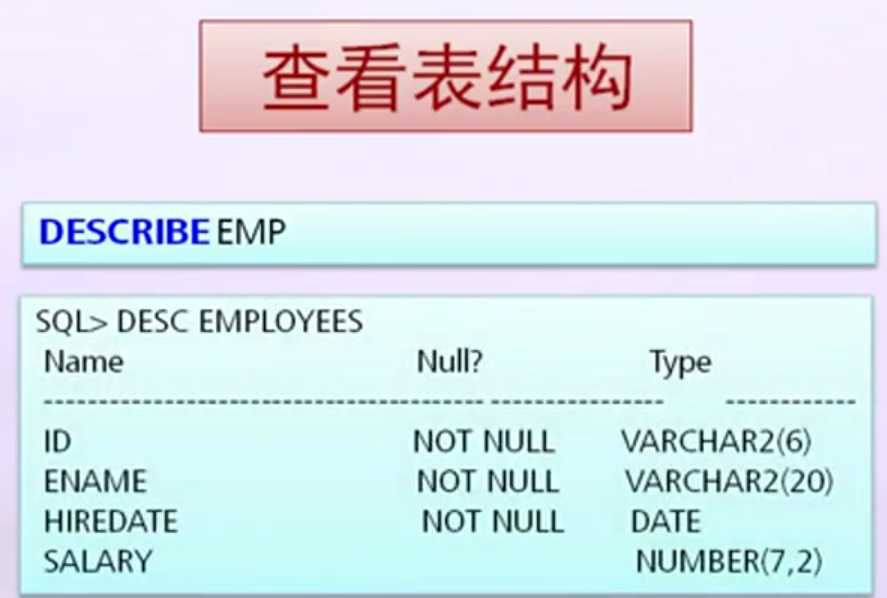 查看表结构
DESCRIBE EMP
SQL> DESC EMPLOYEES
Name Null? Type
---------------------------------------- ---------------- ------------
ID NOT NULL VARCHAR2(6)
ENAME NOT NULL VARCHAR2(20)
HIREDATE NOT NULL DATE
SALARY NUMBER(7,2)